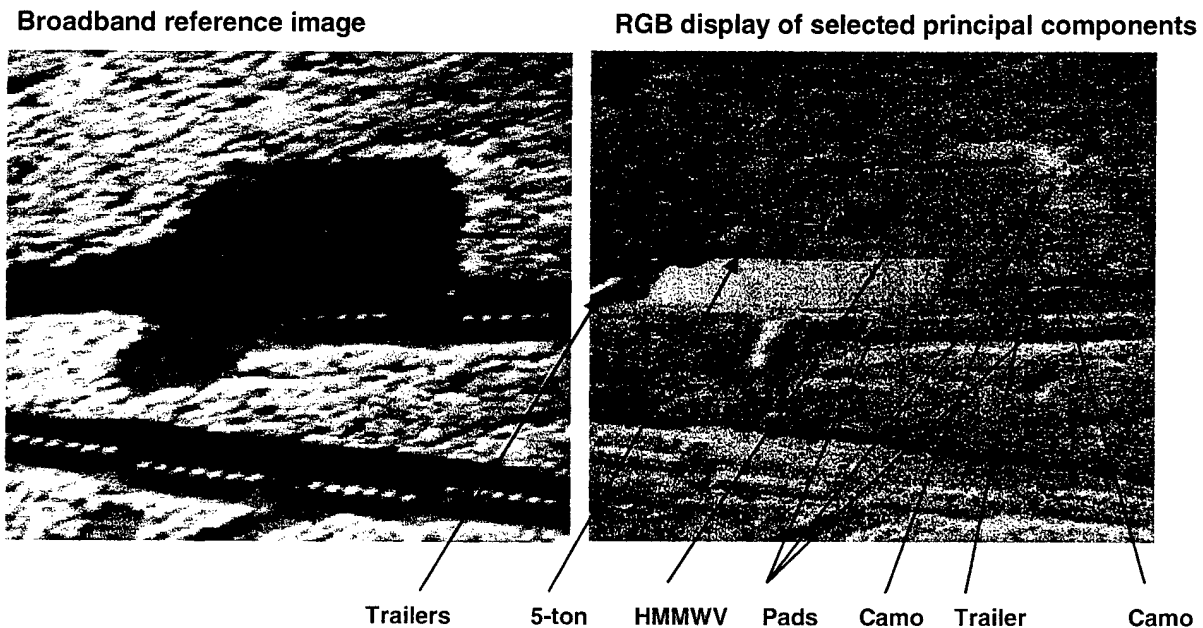 Broadband reference image
RGB display of selected principal components
Trailers 5-ton HMMWV Pads Camo Trailer Camo